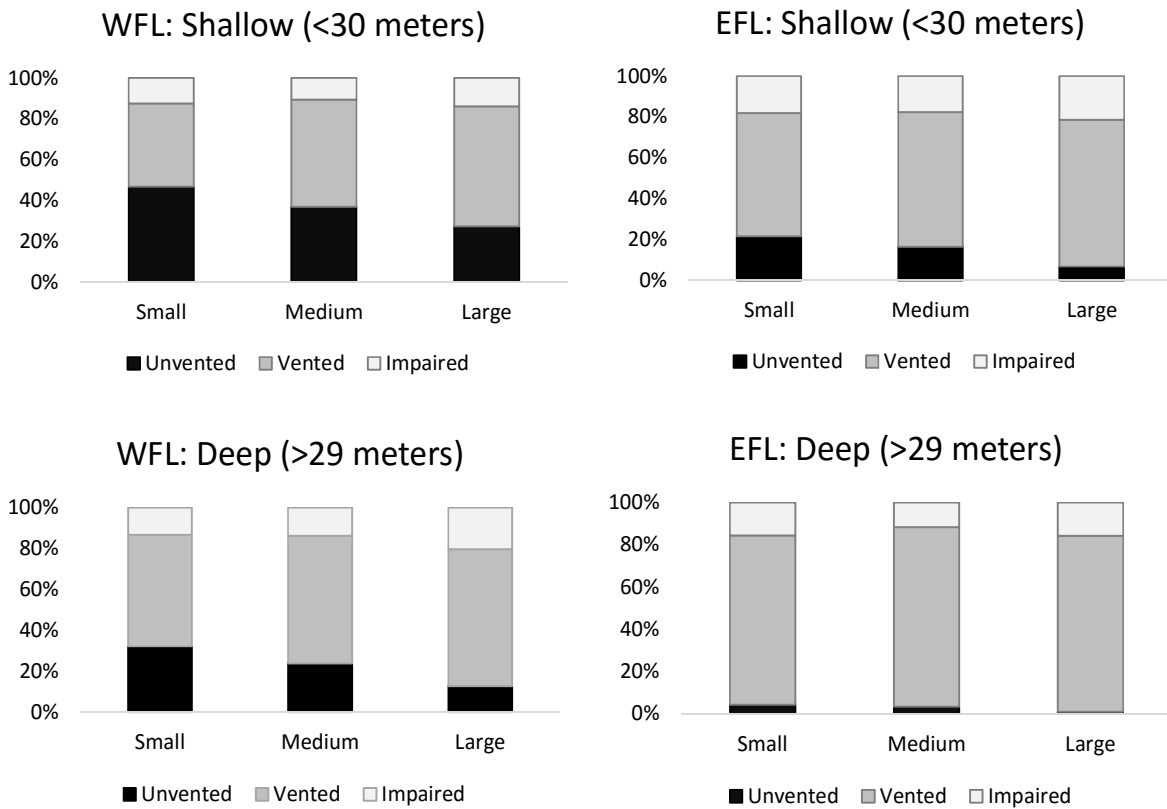 WFL: Shallow (<30 meters)
100%
80%
60%
40%
20%
0%
Small Medium Large
Unvented Vented Impaired
EFL: Shallow (<30 meters)
100%
80%
60%
40%
20%
0%
Small Medium Large
Unvented Vented Impaired
WFL: Deep (>29 meters)
100%
80%
60%
40%
20%
0%
Small Medium Large
Unvented Vented Impaired
EFL: Deep (>29 meters)
100%
80%
60%
40%
20%
0%
Small Medium Large
Unvented Vented Impaired